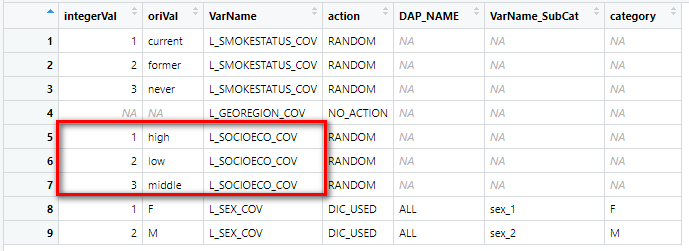 integerVal oriVal VarName action DAP_NAME VarName_SubCat category
1 1 current L_SMOKESTATUS_COV RANDOM NA NA NA
2 2 former L_SMOKESTATUS_COV RANDOM NA NA NA
3 3 never L_SMOKESTATUS_COV RANDOM NA NA NA
4 NA NA L_GEOREGION_COV NO_ACTION NA NA NA
5 1 high L_SOCIOECO_COV RANDOM NA NA NA
6 2 low L_SOCIOECO_COV RANDOM NA NA NA
7 3 middle L_SOCIOECO_COV RANDOM NA NA NA
8 1 F L_SEX_COV DIC_USED ALL sex_1 F
9 2 M L_SEX_COV DIC_USED ALL sex_2 M